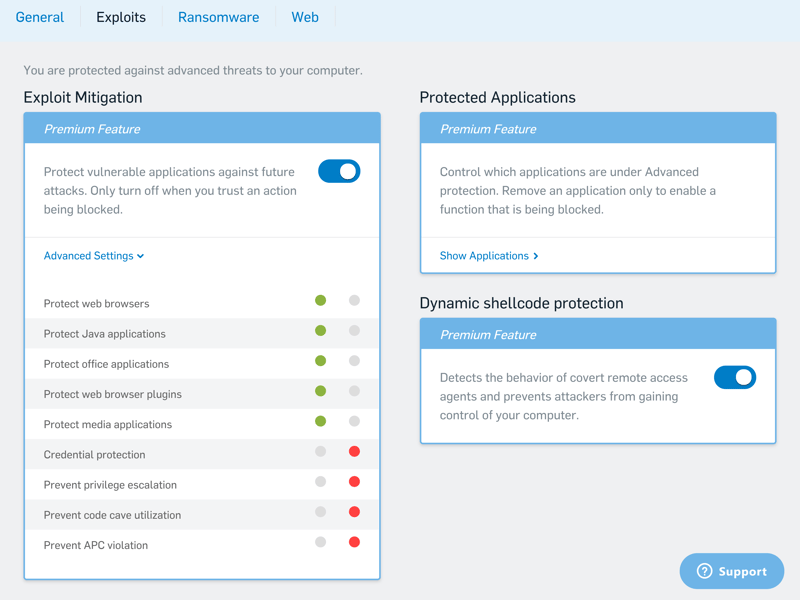 General
Exploits
Ransomware
Web
You are protected against advanced threats to your computer.
Exploit Mitigation
Premium Feature
Protect vulnerable applications against future
attacks. Only turn off when you trust an action
being blocked.
Advanced Settings
Protect web browsers
Protect Java applications
Protect office applications
Protect web browser plugins
Protect media applications
Credential protection
Prevent privilege escalation
Prevent code cave utilization
Prevent APC violation
Protected Applications
Premium Feature
Control which applications are under Advanced
protection. Remove an application only to enable a
function that is being blocked.
Show Applications
Dynamic shellcode protection
Premium Feature
Detects the behavior of covert remote access
agents and prevents attackers from gaining
control of your computer.
Support